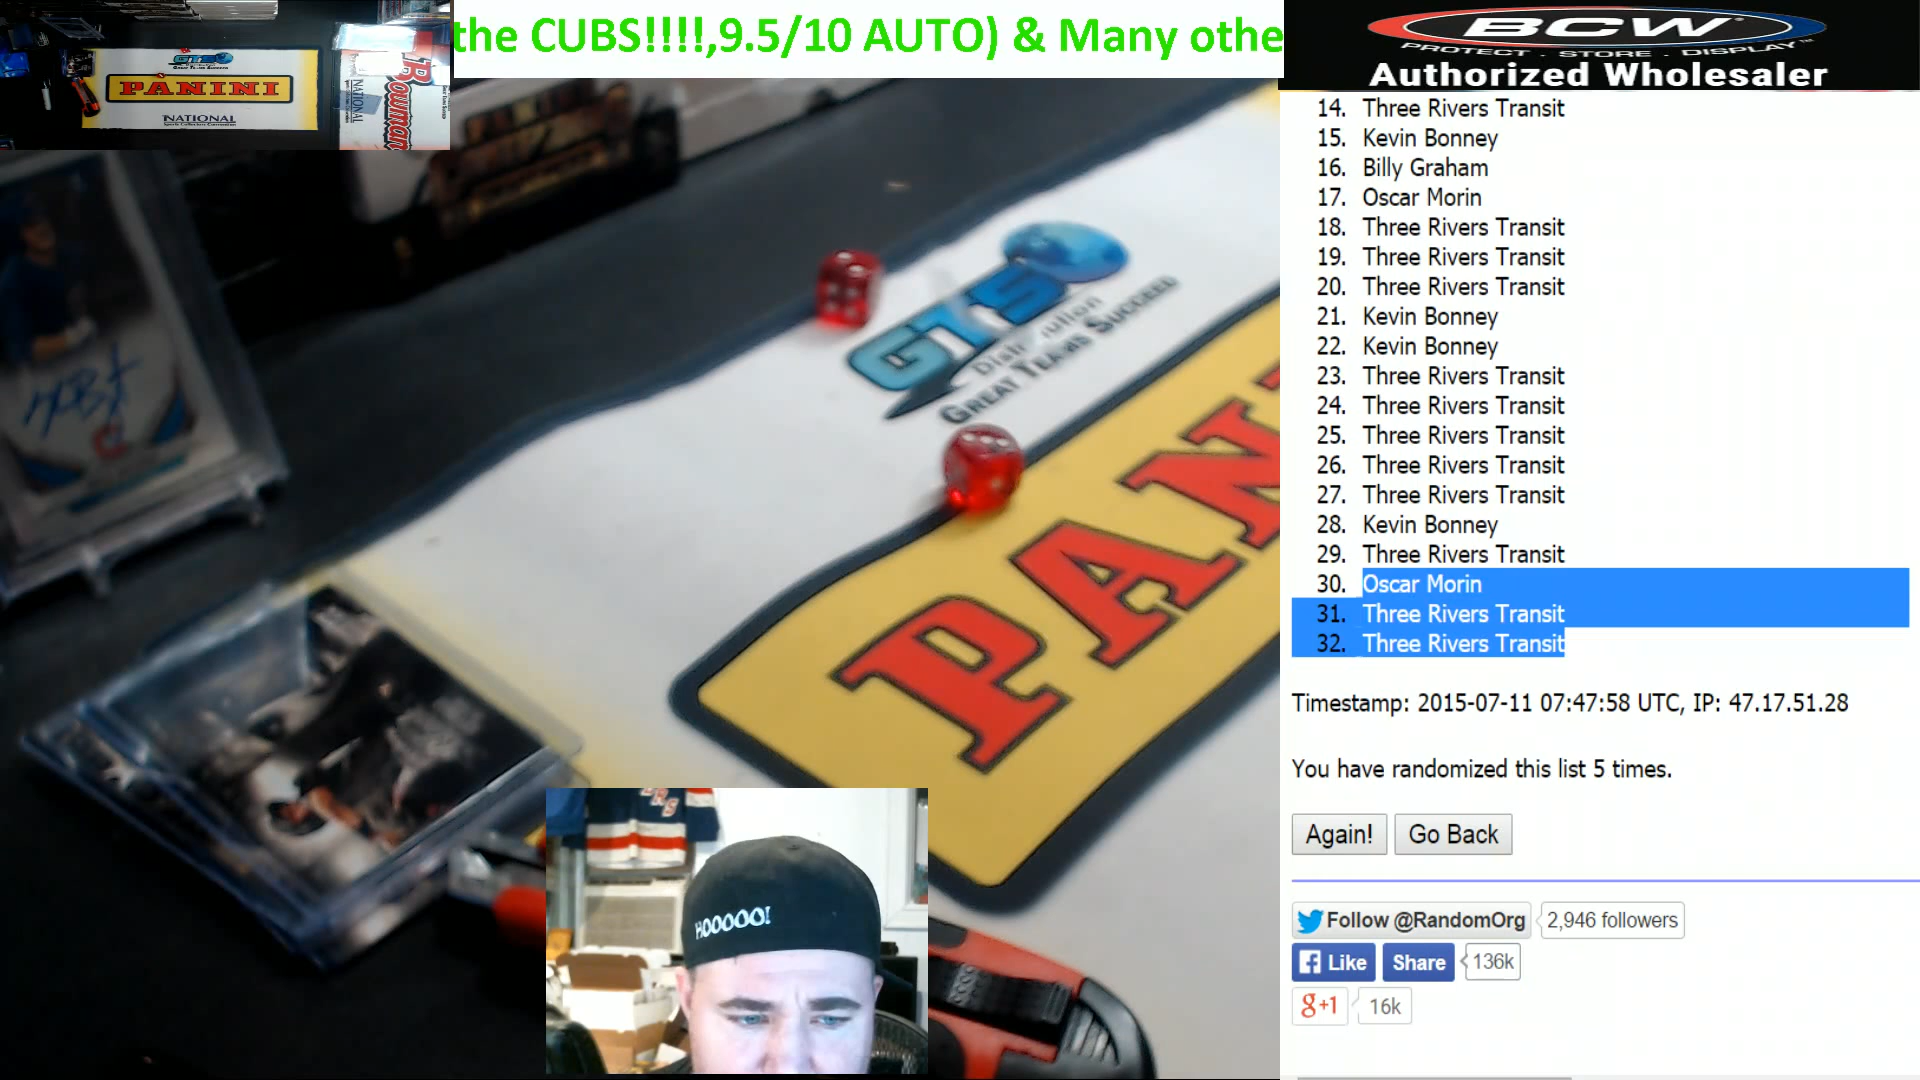 GTS
PANINI
NATIONAL
BOWMAN
NATIONAL
the CUBS!!!!,9.5/10 AUTO) & Many othe
BCW
PROTECT. STORE. DISPLAY.™
Authorized Wholesaler
14. Three Rivers Transit
15. Kevin Bonney
16. Billy Graham
17. Oscar Morin
18. Three Rivers Transit
19. Three Rivers Transit
20. Three Rivers Transit
21. Kevin Bonney
22. Kevin Bonney
23. Three Rivers Transit
24. Three Rivers Transit
25. Three Rivers Transit
26. Three Rivers Transit
27. Three Rivers Transit
28. Kevin Bonney
29. Three Rivers Transit
30. Oscar Morin
31. Three Rivers Transit
32. Three Rivers Transit
Timestamp: 2015-07-11 07:47:58 UTC, IP: 47.17.51.28
You have randomized this list 5 times.
Again! Go Back
Follow @RandomOrg 2,946 followers
Like Share 136k
g+1 16k
GTS
GREAT TEAMS SUCCEED
PANI
HOOOOO!